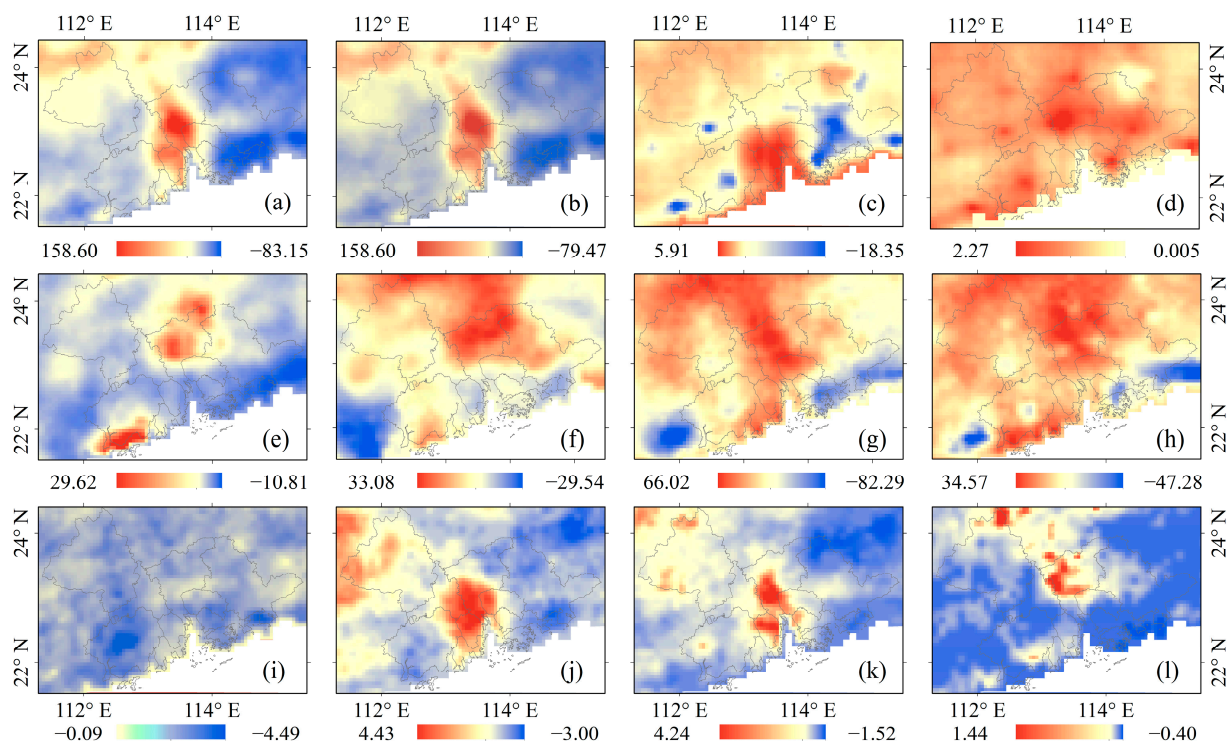 112° E 114° E 112° E 114° E 112° E 114° E 112° E 114° E
24° N 24° N
22° N 22° N
(a) (b) (c) (d)
158.60 −83.15 158.60 −79.47 5.91 −18.35 2.27 0.005
24° N 24° N
22° N 22° N
(e) (f) (g) (h)
29.62 −10.81 33.08 −29.54 66.02 −82.29 34.57 −47.28
24° N 24° N
22° N 22° N
(i) (j) (k) (l)
112° E 114° E 112° E 114° E 112° E 114° E 112° E 114° E
−0.09 −4.49 4.43 −3.00 4.24 −1.52 1.44 −0.40